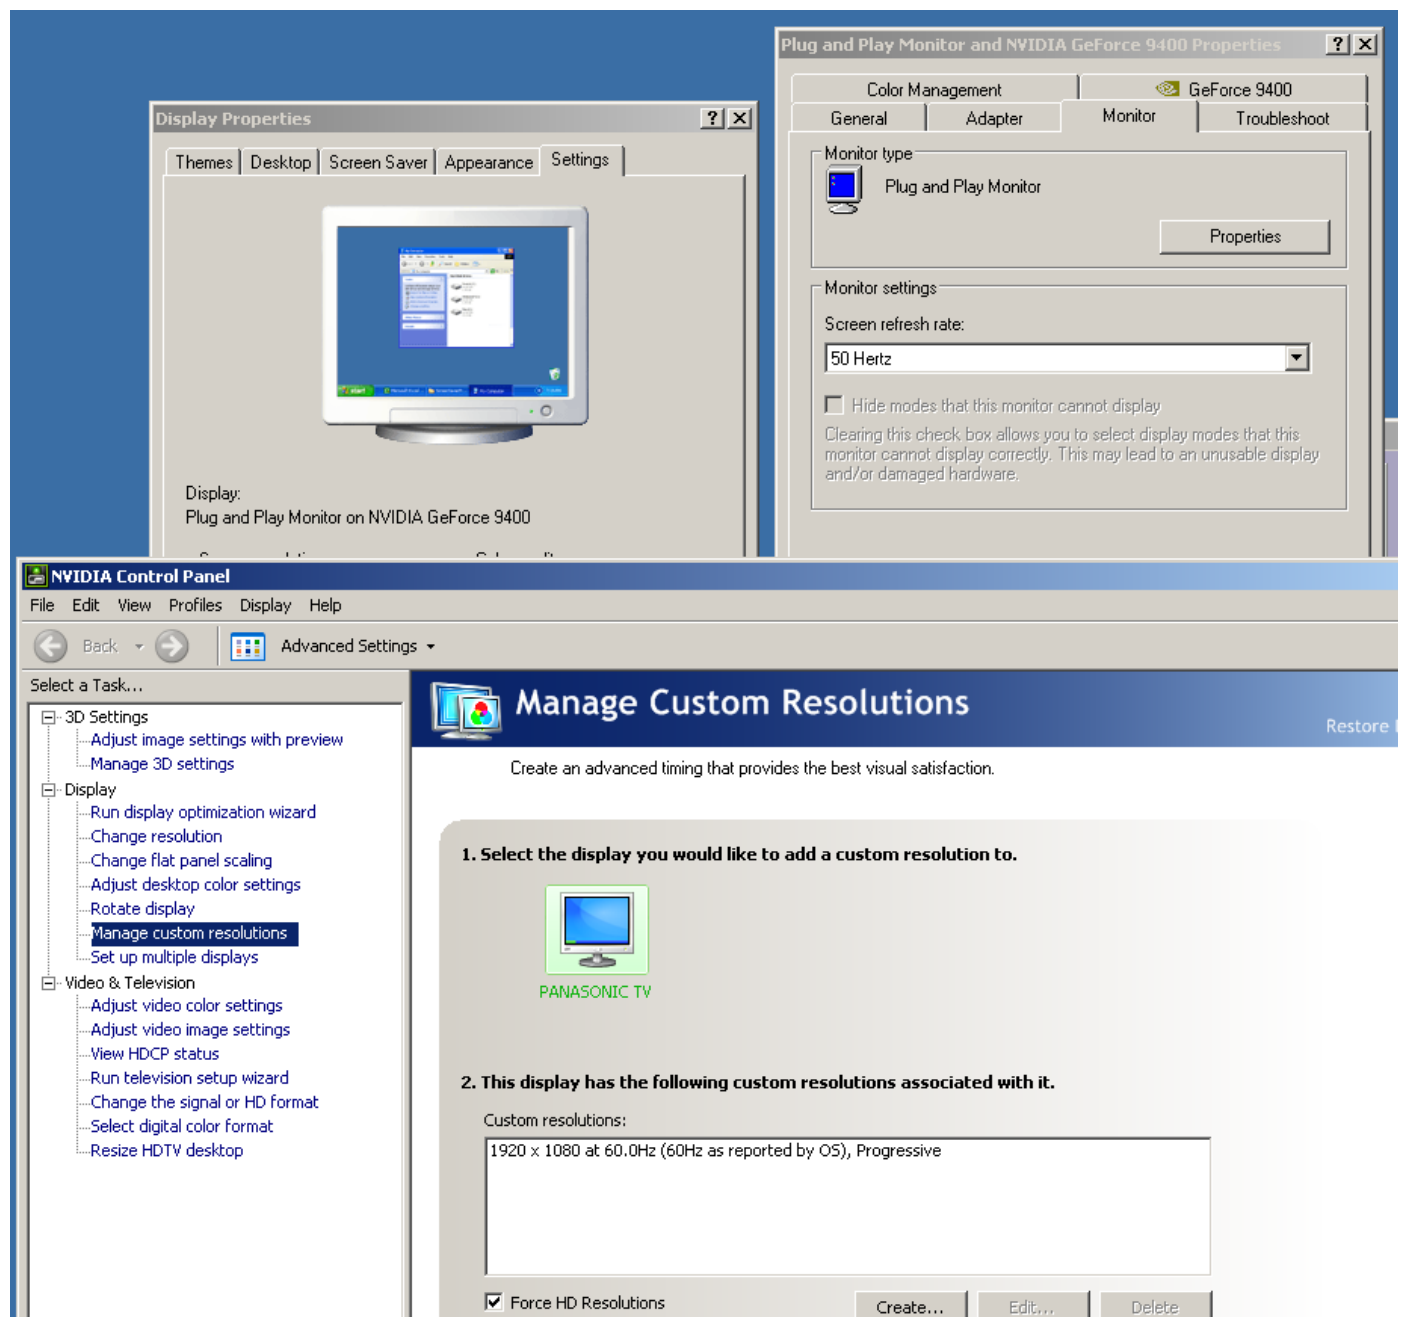 Plug and Play Monitor and NVIDIA GeForce 9400 Properties
Color Management
GeForce 9400
General
Adapter
Monitor
Troubleshoot
Monitor type
Plug and Play Monitor
Properties
Monitor settings
Screen refresh rate:
50 Hertz
Hide modes that this monitor cannot display
Clearing this check box allows you to select display modes that this
monitor cannot display correctly. This may lead to an unusable display
and/or damaged hardware.
Display Properties
Themes
Desktop
Screen Saver
Appearance
Settings
Display:
Plug and Play Monitor on NVIDIA GeForce 9400
NVIDIA Control Panel
File Edit View Profiles Display Help
Back
Advanced Settings
Select a Task...
3D Settings
Adjust image settings with preview
Manage 3D settings
Display
Run display optimization wizard
Change resolution
Change flat panel scaling
Adjust desktop color settings
Rotate display
Manage custom resolutions
Set up multiple displays
Video & Television
Adjust video color settings
Adjust video image settings
View HDCP status
Run television setup wizard
Change the signal or HD format
Select digital color format
Resize HDTV desktop
Manage Custom Resolutions
Restore
Create an advanced timing that provides the best visual satisfaction.
1. Select the display you would like to add a custom resolution to.
PANASONIC TV
2. This display has the following custom resolutions associated with it.
Custom resolutions:
1920 x 1080 at 60.0Hz (60Hz as reported by OS), Progressive
Force HD Resolutions
Create...
Edit...
Delete